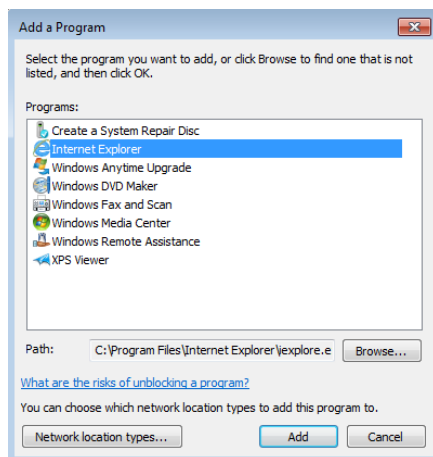 Add a Program
Select the program you want to add, or click Browse to find one that is not
listed, and then click OK.
Programs:
Create a System Repair Disc
Internet Explorer
Windows Anytime Upgrade
Windows DVD Maker
Windows Fax and Scan
Windows Media Center
Windows Remote Assistance
XPS Viewer
Path: C:\Program Files\Internet Explorer\iexplore.e Browse...
What are the risks of unblocking a program?
You can choose which network location types to add this program to.
Network location types... Add Cancel